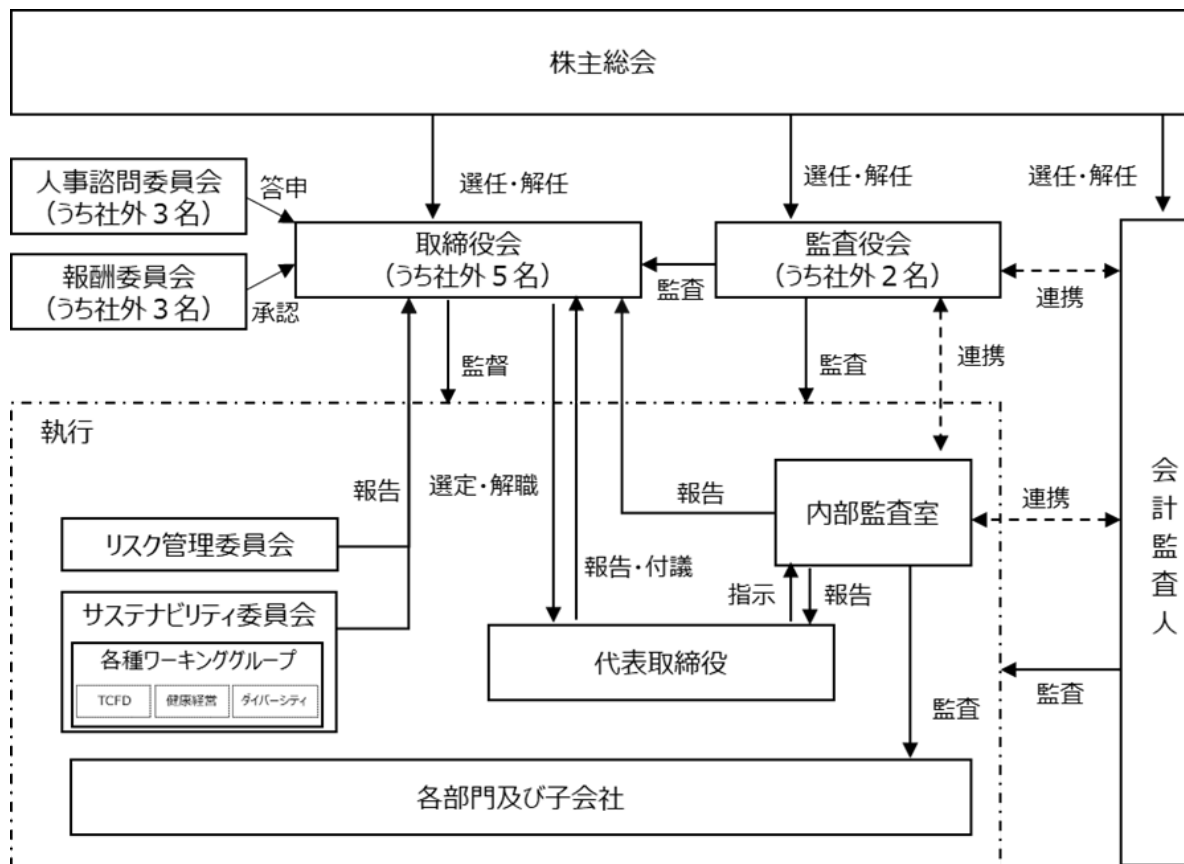 株主総会
選任・解任
選任・解任
選任・解任
人事諮問委員会
(うち社外3名)
答申
報酬委員会
(うち社外3名)
承認
取締役会
(うち社外5名)
監査
監査役会
(うち社外2名)
連携
監督
監査
連携
執行
報告
選定・解職
報告
内部監査室
連携
リスク管理委員会
報告・付議
指示
報告
サステナビリティ委員会
各種ワーキンググループ
TCFD
健康経営
ダイバーシティ
代表取締役
監査
監査
各部門及び子会社
会計監査人